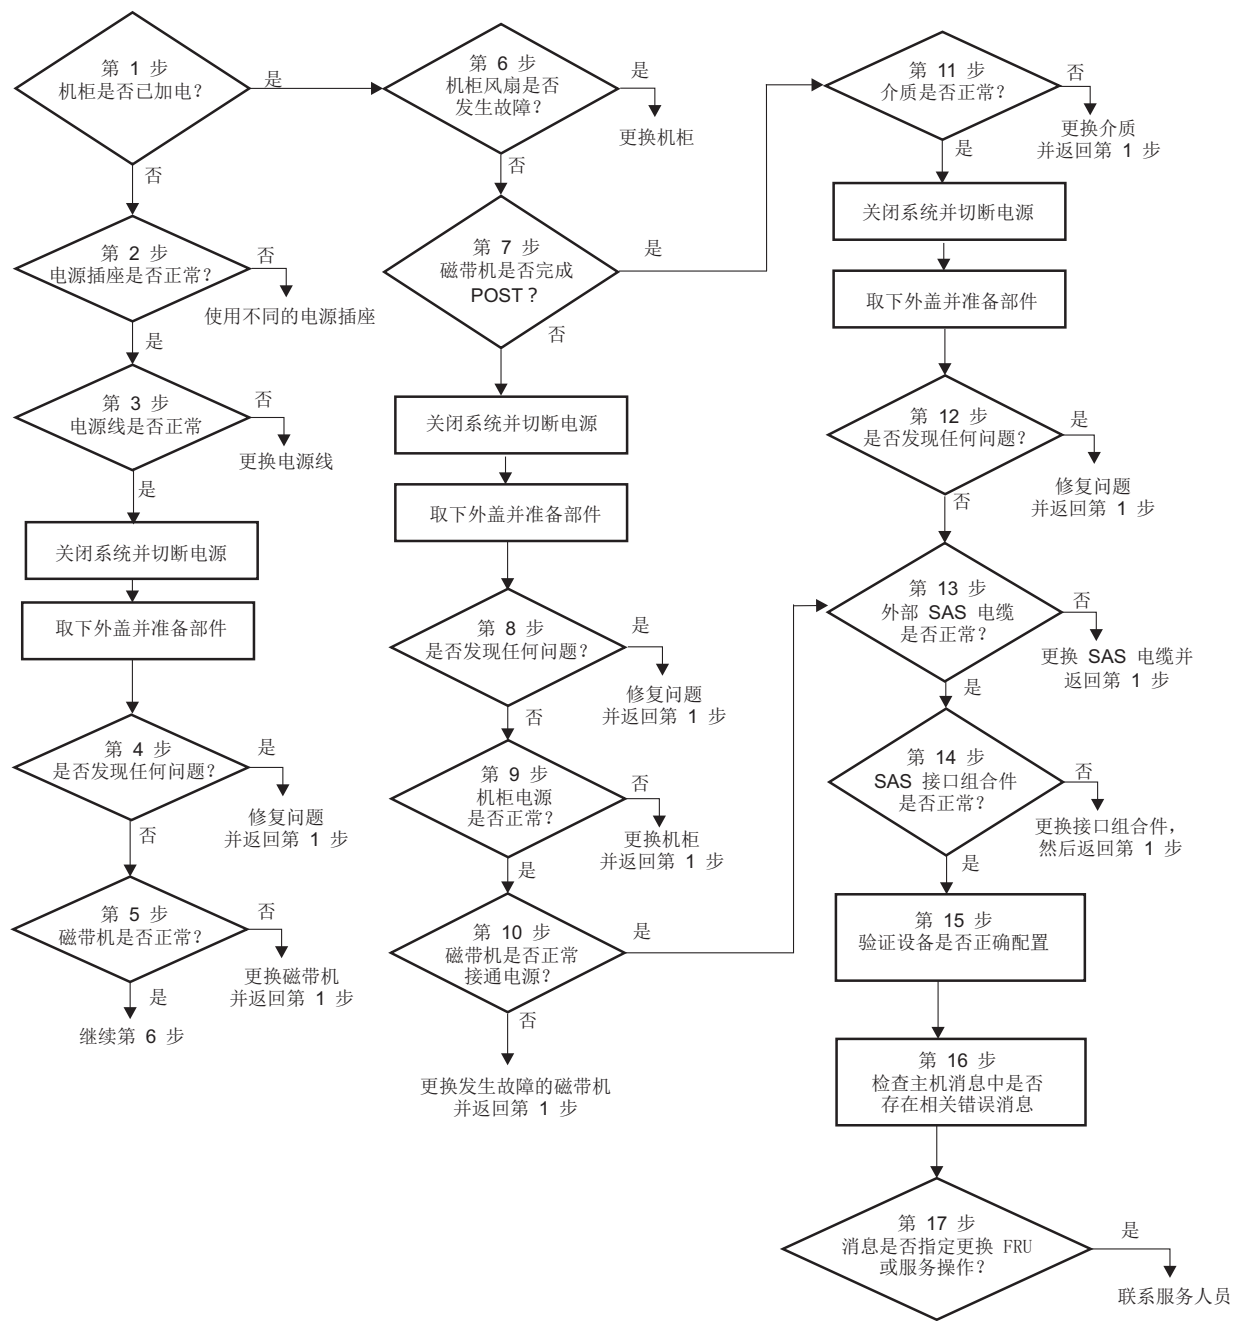 第 1 步
机柜是否已加电？
是
否
第 2 步
电源插座是否正常？
否
使用不同的电源插座
是
第 3 步
电源线是否正常
否
更换电源线
是
关闭系统并切断电源
取下外盖并准备部件
第 4 步
是否发现任何问题？
是
修复问题
并返回第 1 步
否
第 5 步
磁带机是否正常？
否
更换磁带机
并返回第 1 步
是
继续第 6 步
第 6 步
机柜风扇是否
发生故障？
是
更换机柜
否
第 7 步
磁带机是否完成
POST？
是
否
关闭系统并切断电源
取下外盖并准备部件
第 8 步
是否发现任何问题？
是
修复问题
并返回第 1 步
否
第 9 步
机柜电源
是否正常？
否
更换机柜
并返回第 1 步
是
第 10 步
磁带机是否正常
接通电源？
是
否
更换发生故障的磁带机
并返回第 1 步
第 11 步
介质是否正常？
否
更换介质
并返回第 1 步
是
关闭系统并切断电源
取下外盖并准备部件
第 12 步
是否发现任何问题？
是
修复问题
并返回第 1 步
否
第 13 步
外部 SAS 电缆
是否正常？
否
更换 SAS 电缆并
返回第 1 步
是
第 14 步
SAS 接口组合件
是否正常？
否
更换接口组合件，
然后返回第 1 步
是
第 15 步
验证设备是否正确配置
第 16 步
检查主机消息中是否
存在相关错误消息
第 17 步
消息是否指定更换 FRU
或服务操作？
是
联系服务人员